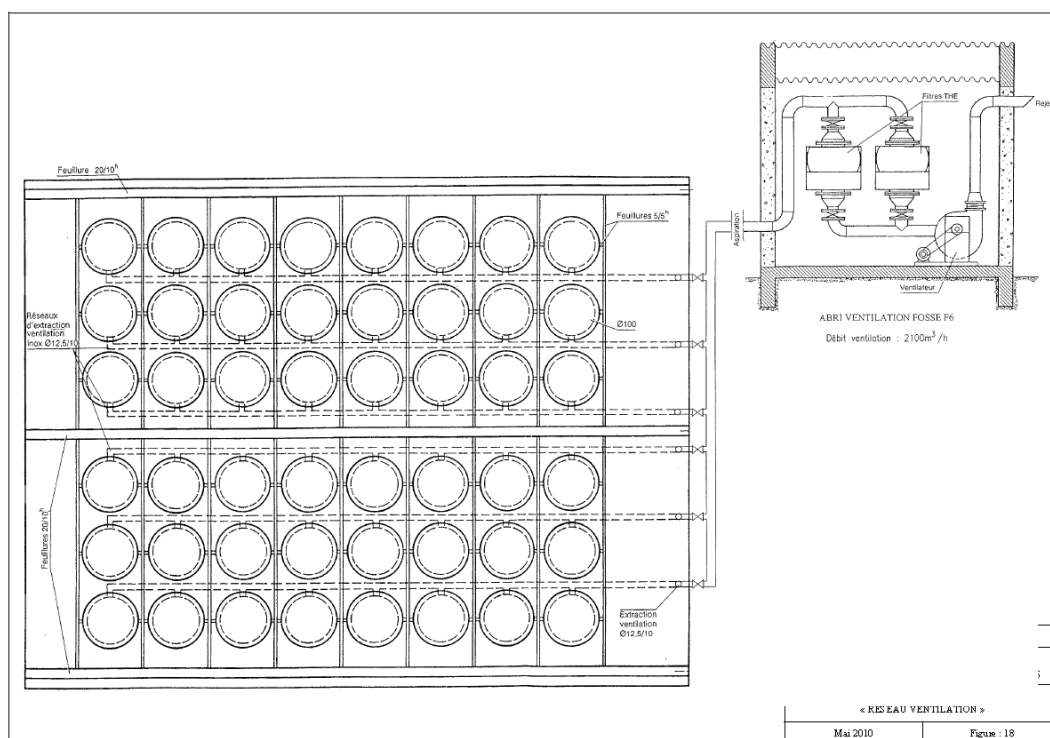 Feuillure 20/10ʰ
Filtres THE
Reje
Feuillures 5/5ʰ
Aspiration
Ventilateur
Réseaux
d'extraction
ventilation
inox Ø12,5/10
Ø100
ABRI VENTILATION FOSSE F6
Débit ventilation : 2100m³/h
Feuillures 20/10ʰ
Extraction
ventilation
Ø12,5/10
« RESEAU VENTILATION »
Mai 2010
Figure : 18